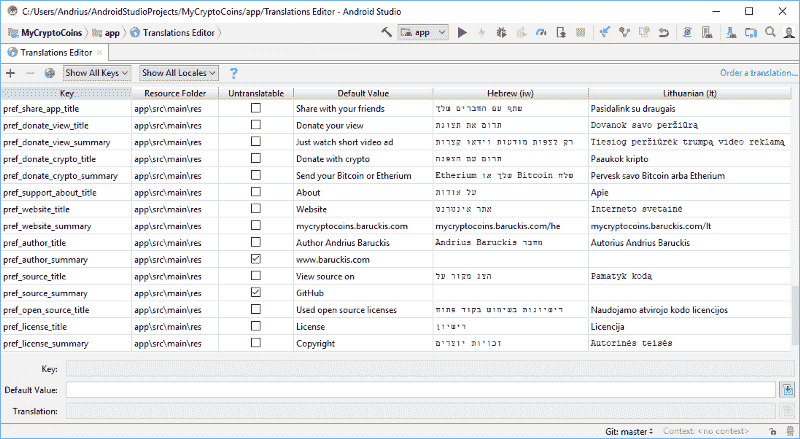 C:/Users/Andrius/AndroidStudioProjects/MyCryptoCoins/app/Translations Editor - Android Studio
MyCryptoCoins app Translations Editor app
Translations Editor
Show All Keys Show All Locales ? Order a translation...
Key Resource Folder Untranslatable Default Value Hebrew (iw) Lithuanian (lt)
pref_share_app_title app\src\main\res Share with your friends שתף עם החברים שלך Pasidalink su draugais
pref_donate_view_title app\src\main\res Donate your view תרום את תצוגת Dovanok savo peržiūrą
pref_donate_view_summary app\src\main\res Just watch short video ad רק לצפות מודעות וידאו קצרות Tiesiog peržiūrėk trumpą video reklamą
pref_donate_crypto_title app\src\main\res Donate with crypto תרום עם הצפנה Paaukok kripto
pref_donate_crypto_summary app\src\main\res Send your Bitcoin or Etherium שלח Bitcoin שלך או Etherium Pervesk savo Bitcoin arba Etherium
pref_support_about_title app\src\main\res About על אודות Apie
pref_website_title app\src\main\res Website אתר אינטרנט Interneto svetainė
pref_website_summary app\src\main\res mycryptocoins.baruckis.com mycryptocoins.baruckis.com/he mycryptocoins.baruckis.com/lt
pref_author_title app\src\main\res Author Andrius Baruckis מחבר Andrius Baruckis Autorius Andrius Baruckis
pref_author_summary app\src\main\res www.baruckis.com
pref_source_title app\src\main\res View source on הצג מקור על Pamatyk kodą
pref_source_summary app\src\main\res GitHub
pref_open_source_title app\src\main\res Used open source licenses רישיונות בשימוש בקוד פתוח Naudojamo atvirojo kodo licencijos
pref_license_title app\src\main\res License רישיון Licencija
pref_license_summary app\src\main\res Copyright זכויות יוצרים Autorinės teisės
Key:
Default Value:
Translation:
Git: master Context: <no context>